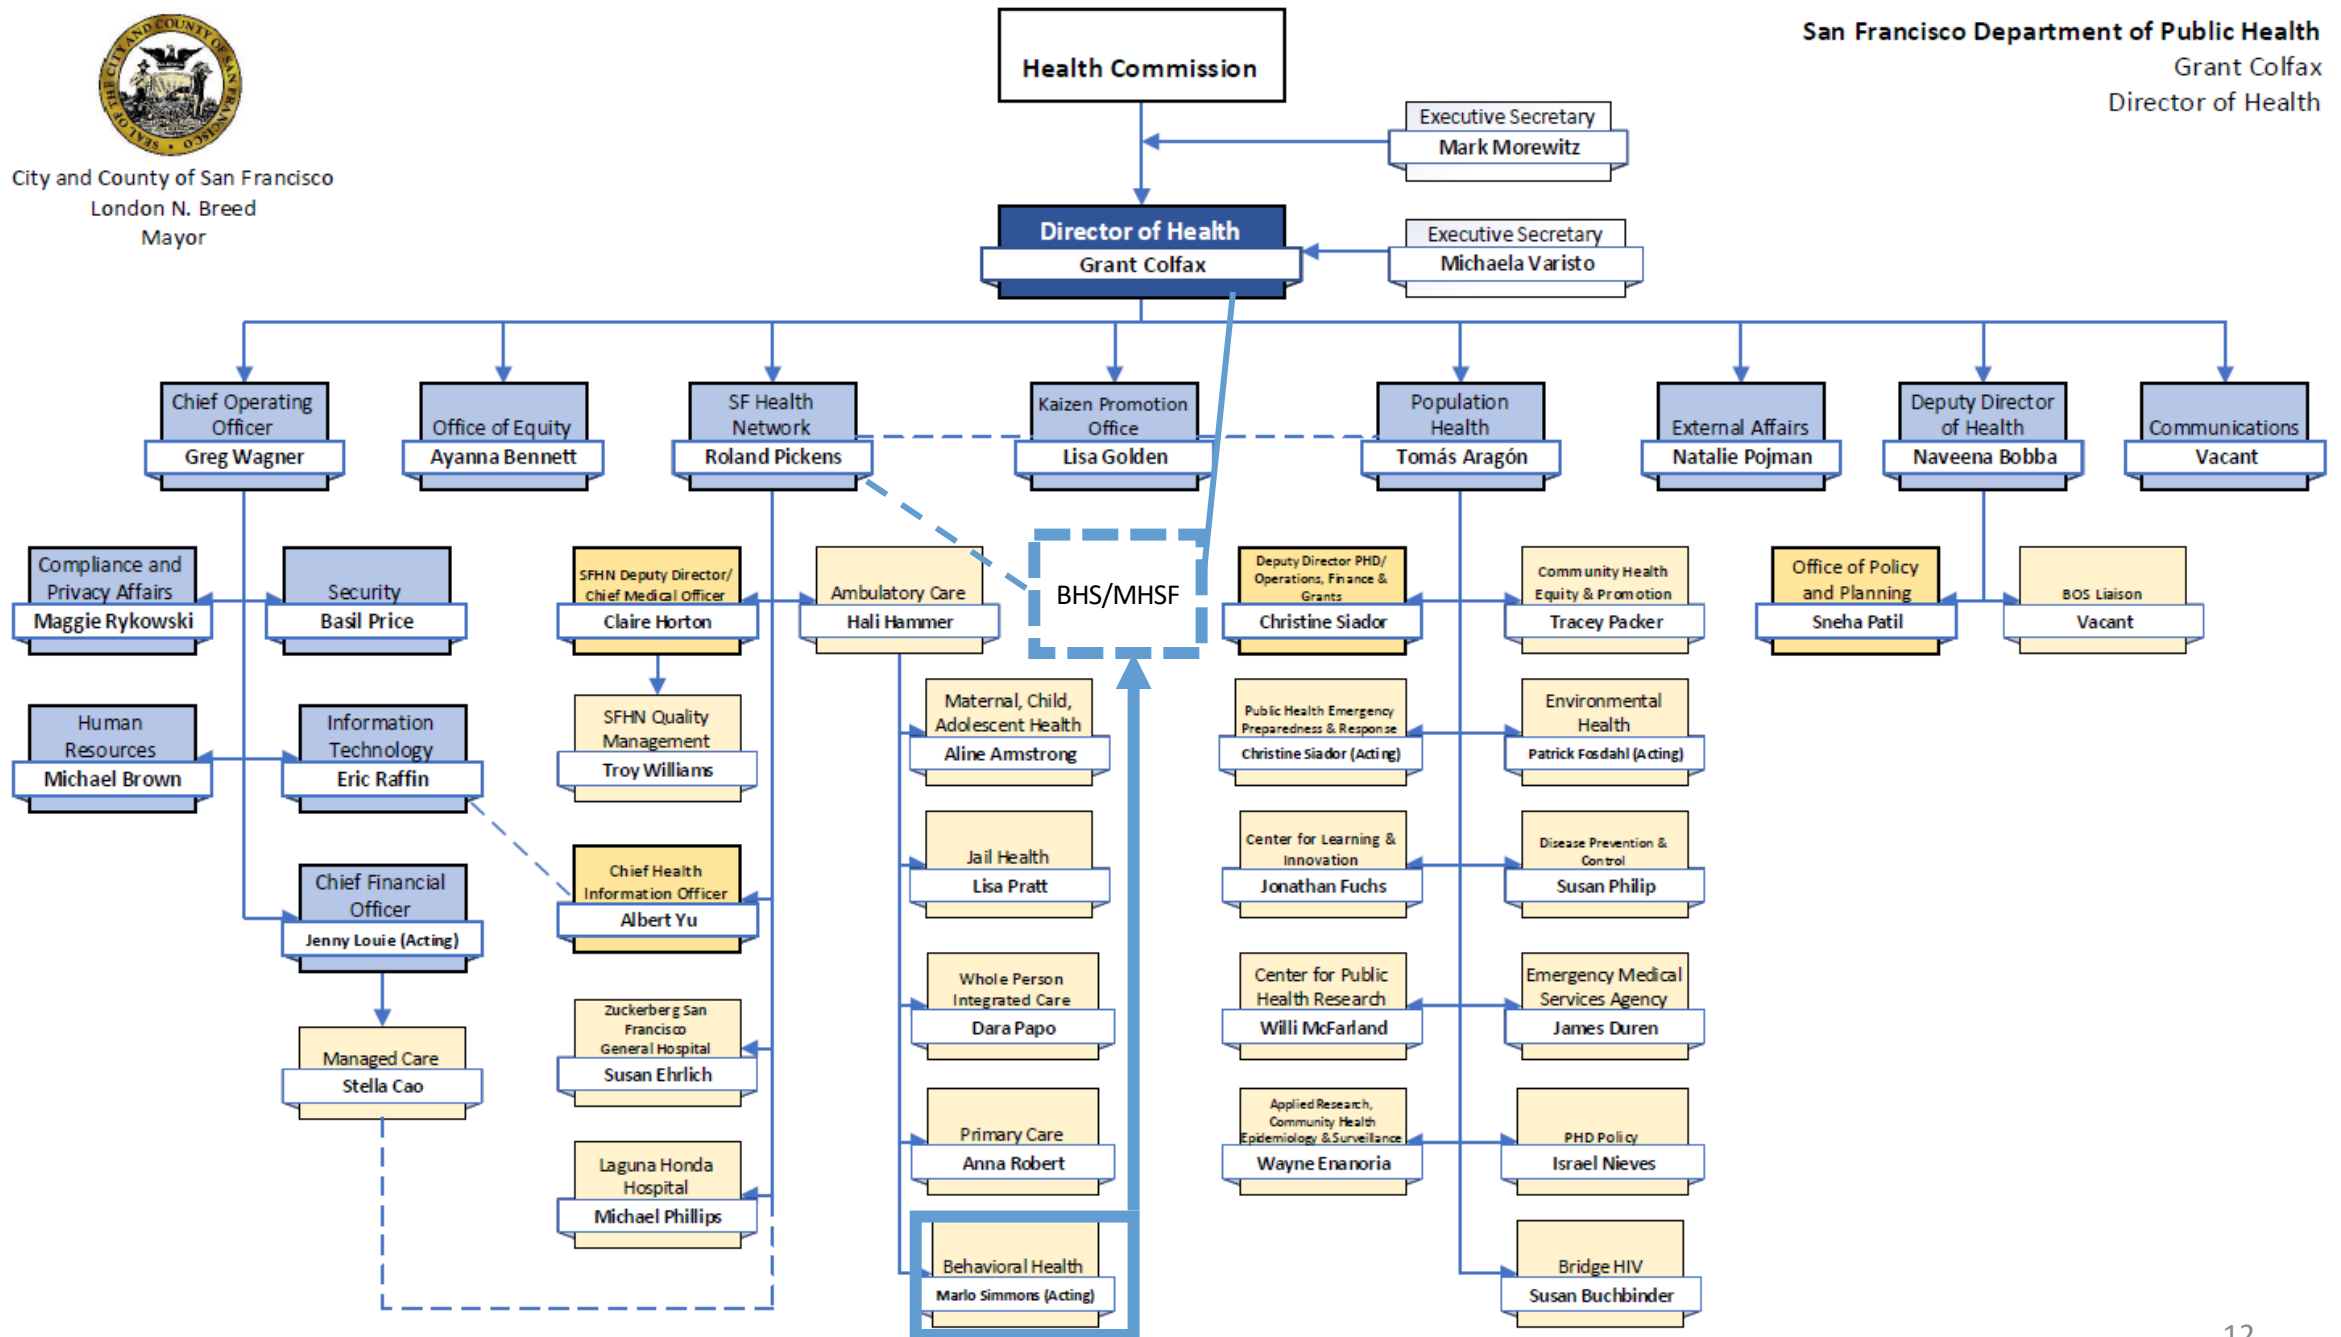 SEAL OF THE CITY AND COUNTY OF SAN FRANCISCO
City and County of San Francisco
London N. Breed
Mayor
Health Commission
San Francisco Department of Public Health
Grant Colfax
Director of Health
Executive Secretary
Mark Morewitz
Director of Health
Grant Colfax
Executive Secretary
Michaela Varisto
Chief Operating
Officer
Greg Wagner
Office of Equity
Ayanna Bennett
SF Health
Network
Roland Pickens
Kaizen Promotion
Office
Lisa Golden
Population
Health
Tomás Aragón
External Affairs
Natalie Pojman
Deputy Director
of Health
Naveena Bobba
Communications
Vacant
Compliance and
Privacy Affairs
Maggie Rykowski
Security
Basil Price
SFHN Deputy Director/
Chief Medical Officer
Claire Horton
Ambulatory Care
Hali Hammer
BHS/MHSF
Deputy Director PHD/
Operations, Finance &
Grants
Christine Siador
Community Health
Equity & Promotion
Tracey Packer
Office of Policy
and Planning
Sneha Patil
BOS Liaison
Vacant
Human
Resources
Michael Brown
Information
Technology
Eric Raffin
SFHN Quality
Management
Troy Williams
Maternal, Child,
Adolescent Health
Aline Armstrong
Public Health Emergency
Preparedness & Response
Christine Siador (Acting)
Environmental
Health
Patrick Fosdahl (Acting)
Chief Financial
Officer
Jenny Louie (Acting)
Chief Health
Information Officer
Albert Yu
Jail Health
Lisa Pratt
Center for Learning &
Innovation
Jonathan Fuchs
Disease Prevention &
Control
Susan Philip
Managed Care
Stella Cao
Zuckerberg San
Francisco
General Hospital
Susan Ehrlich
Whole Person
Integrated Care
Dara Papo
Center for Public
Health Research
Willi McFarland
Emergency Medical
Services Agency
James Duren
Laguna Honda
Hospital
Michael Phillips
Primary Care
Anna Robert
Applied Research,
Community Health
Epidemiology & Surveillance
Wayne Enanoria
PHD Policy
Israel Nieves
Behavioral Health
Marlo Simmons (Acting)
Bridge HIV
Susan Buchbinder
12